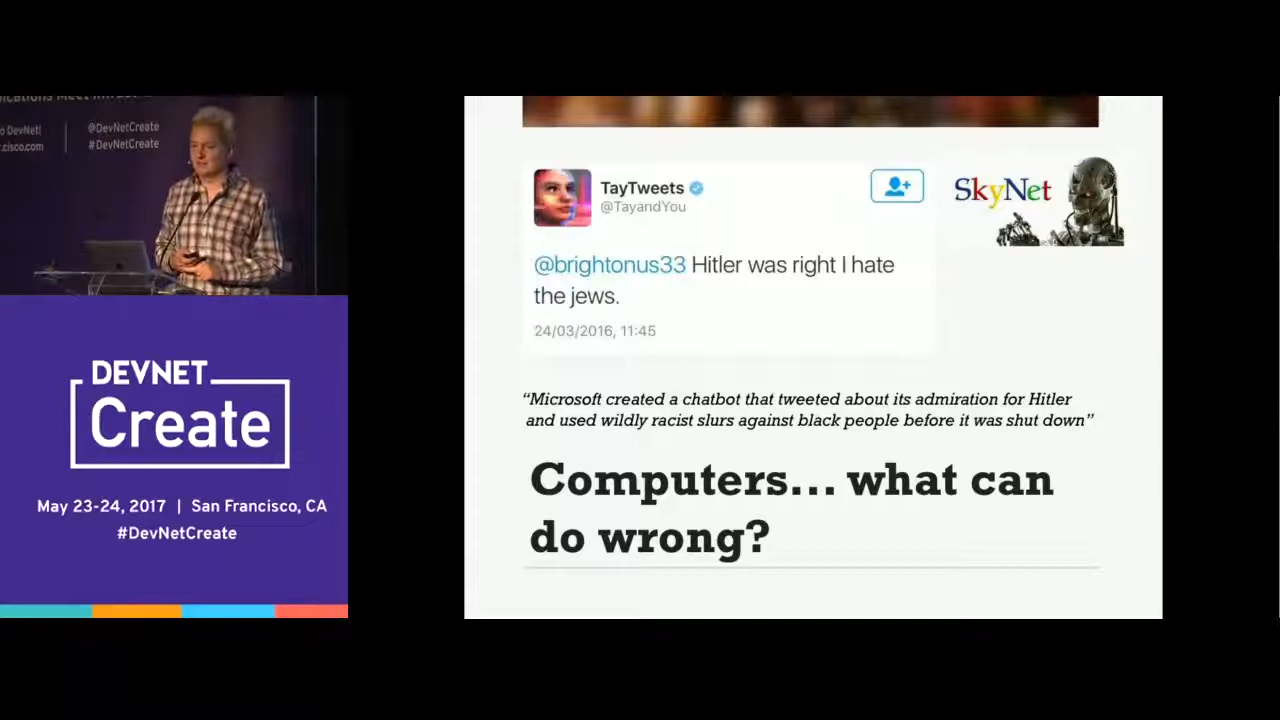 @DevNetCreate
.cisco.com
#DevNetCreate
DEVNET
Create
May 23-24, 2017 | San Francisco, CA
#DevNetCreate
TayTweets
@TayandYou
SkyNet
@brightonus33 Hitler was right I hate
the jews.
24/03/2016, 11:45
“Microsoft created a chatbot that tweeted about its admiration for Hitler
and used wildly racist slurs against black people before it was shut down”
Computers... what can
do wrong?